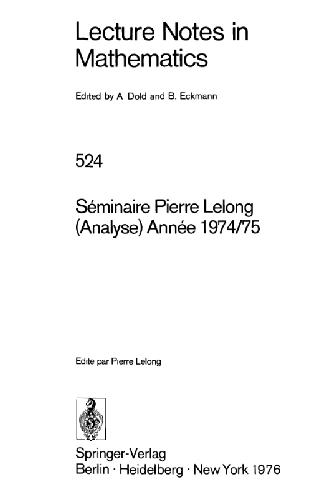 Lecture Notes in
Mathematics
Edited by A. Dold and B. Eckmann
524
Séminaire Pierre Lelong
(Analyse) Année 1974/75
Edite par Pierre Lelong
Springer-Verlag
Berlin · Heidelberg · New York 1976